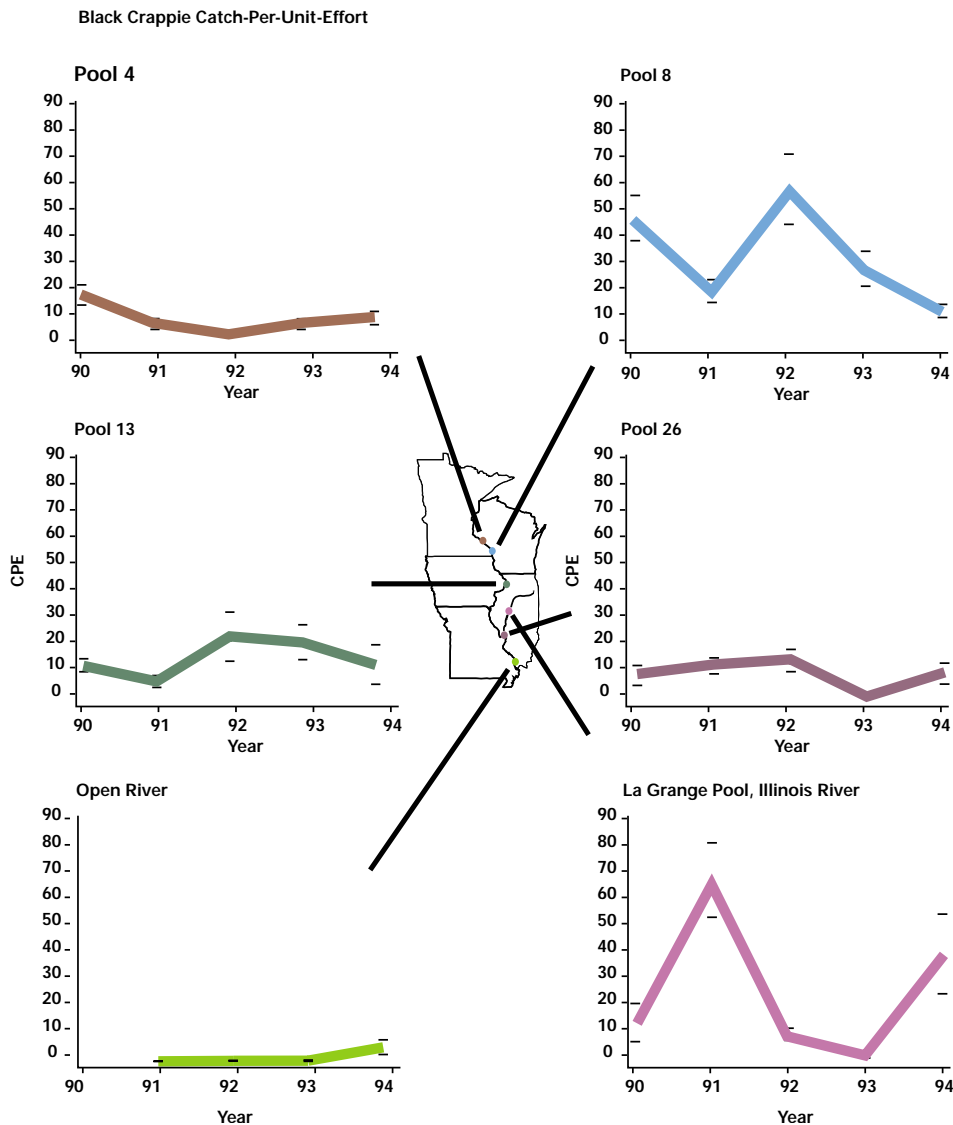 Black Crappie Catch-Per-Unit-Effort
Pool 4
90
80
70
60
50
40
30
20
10
0
90 91 92 93 94
Year
Pool 8
90
80
70
60
50
40
30
20
10
0
90 91 92 93 94
Year
Pool 13
CPE
90
80
70
60
50
40
30
20
10
0
90 91 92 93 94
Year
Pool 26
CPE
90
80
70
60
50
40
30
20
10
0
90 91 92 93 94
Year
Open River
90
80
70
60
50
40
30
20
10
0
90 91 92 93 94
Year
La Grange Pool, Illinois River
90
80
70
60
50
40
30
20
10
0
90 91 92 93 94
Year